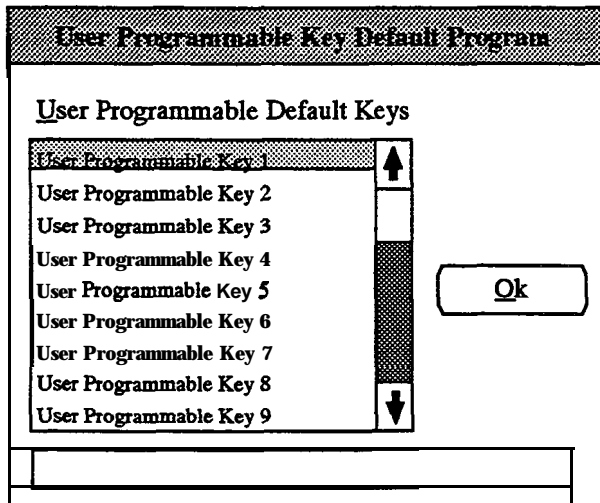 User Programmable Key Default Program
User Programmable Default Keys
User Programmable Key 1
User Programmable Key 2
User Programmable Key 3
User Programmable Key 4
User Programmable Key 5
User Programmable Key 6
User Programmable Key 7
User Programmable Key 8
User Programmable Key 9
Ok